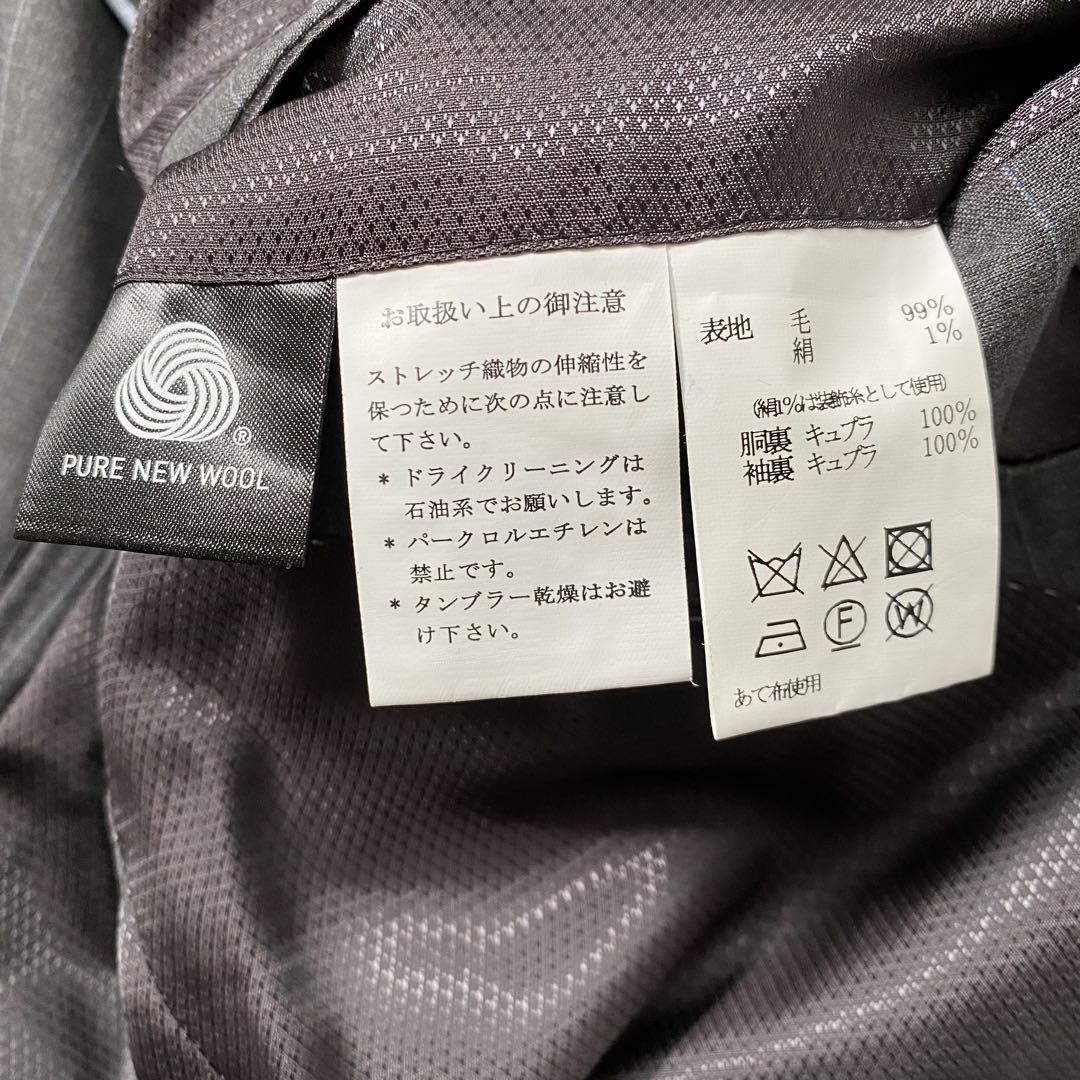 PURE NEW WOOL
®
お取扱い上の御注意
ストレッチ織物の伸縮性を
保つために次の点に注意し
て下さい。
* ドライクリーニングは
石油系でお願いします。
* パークロルエチレンは
禁止です。
* タンブラー乾燥はお避
け下さい。
表地 毛 99%
絹 1%
(絹1%は装飾糸として使用)
胴裏 キュプラ 100%
袖裏 キュプラ 100%
F
W
あて布使用